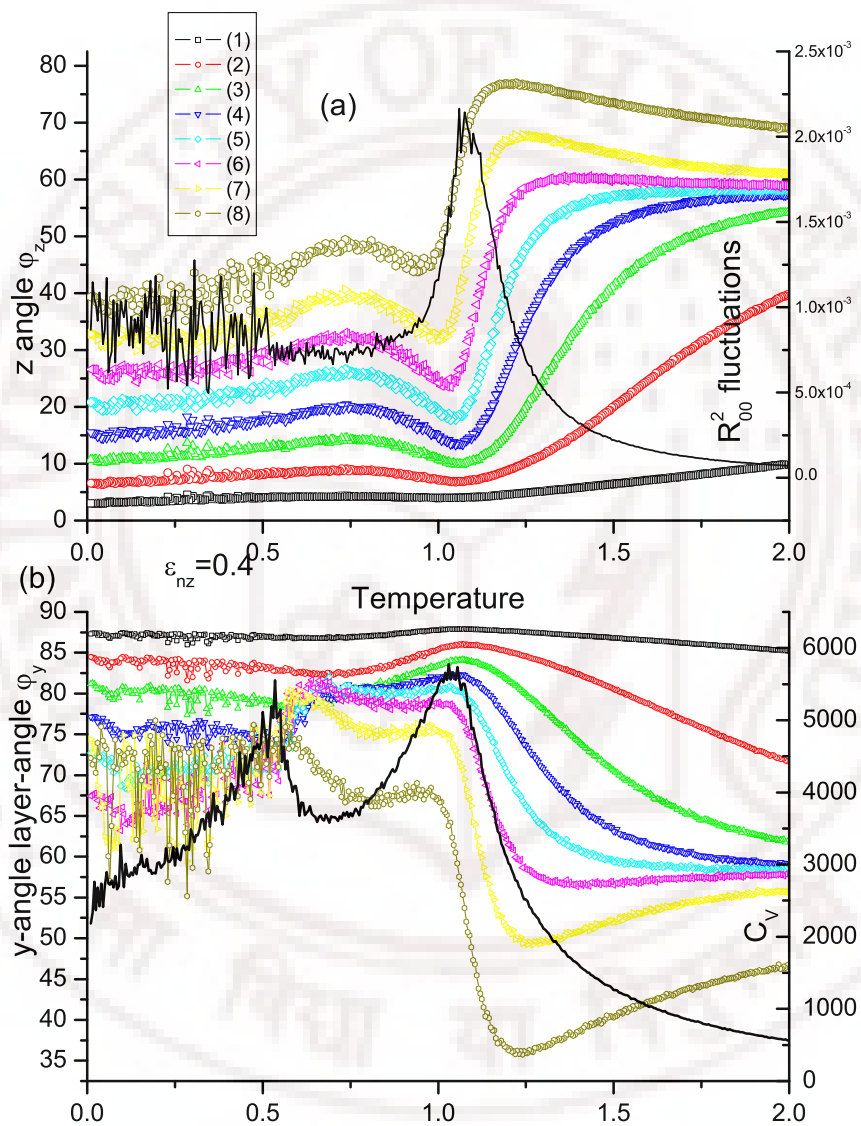 (1)
(2)
(3)
(4)
(5)
(6)
(7)
(8)
(a)
80
70
60
50
40
30
20
10
0
z angle φz
2.5x10⁻³
2.0x10⁻³
1.5x10⁻³
1.0x10⁻³
5.0x10⁻⁴
0.0
R²₀₀ fluctuations
0.0 0.5 1.0 1.5 2.0
εnz=0.4
Temperature
(b)
90
85
80
75
70
65
60
55
50
45
40
35
y-angle layer-angle φy
6000
5000
4000
3000
2000
1000
0
CV
0.0 0.5 1.0 1.5 2.0